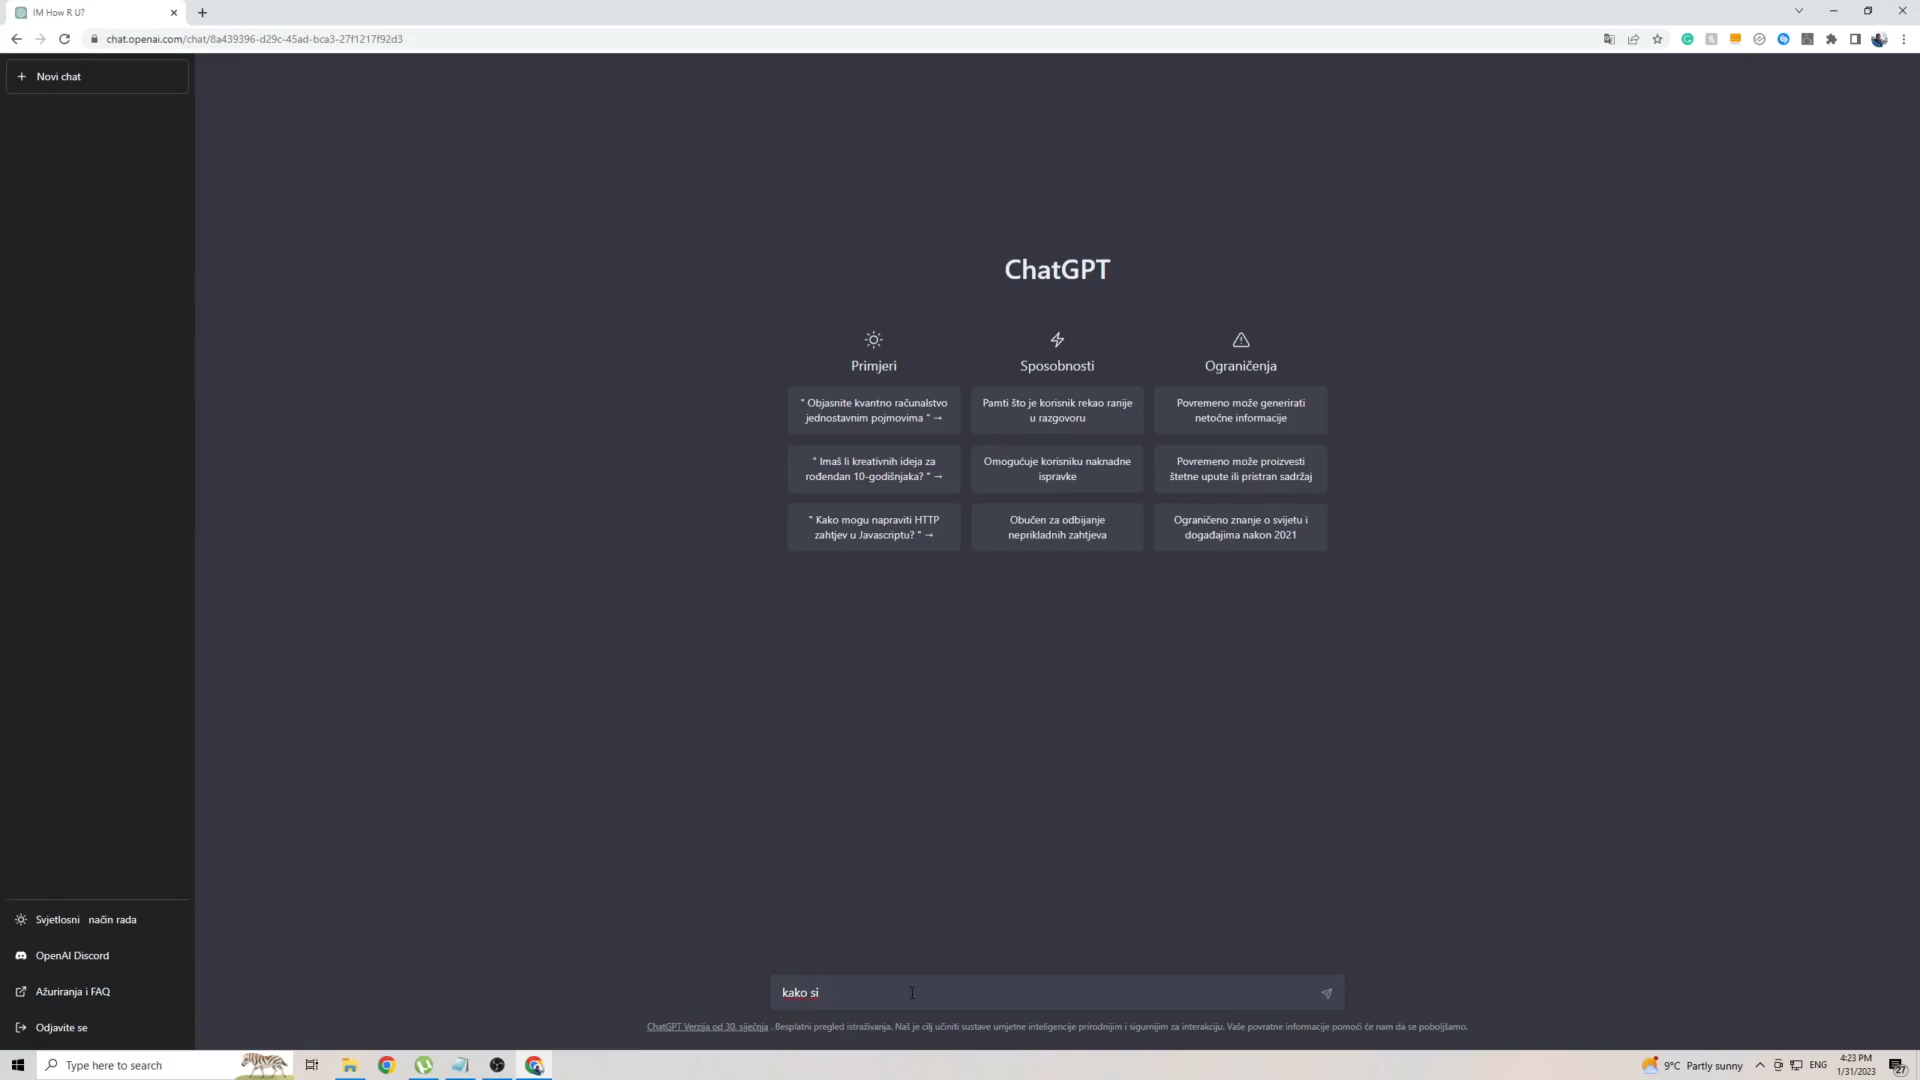 IM How R U?
chat.openai.com/chat/8a439396-d29c-45ad-bca3-27f1217f92d3
Novi chat
ChatGPT
Primjeri
Sposobnosti
Ograničenja
" Objasnite kvantno računalstvo
jednostavnim pojmovima " →
Pamti što je korisnik rekao ranije
u razgovoru
Povremeno može generirati
netočne informacije
" Imaš li kreativnih ideja za
rođendan 10-godišnjaka? " →
Omogućuje korisniku naknadne
ispravke
Povremeno može proizvesti
štetne upute ili pristran sadržaj
" Kako mogu napraviti HTTP
zahtjev u Javascriptu? " →
Obučen za odbijanje
neprikladnih zahtjeva
Ograničeno znanje o svijetu i
događajima nakon 2021
Svjetlosni način rada
OpenAI Discord
Ažuriranja i FAQ
Odjavite se
kako si
ChatGPT Verzija od 30. siječnja . Besplatni pregled istraživanja. Naš je cilj učiniti sustave umjetne inteligencije prirodnijim i sigurnijim za interakciju. Vaše povratne informacije pomoći će nam da se poboljšamo.
Type here to search
9°C Partly sunny
ENG
4:23 PM
1/31/2023
27